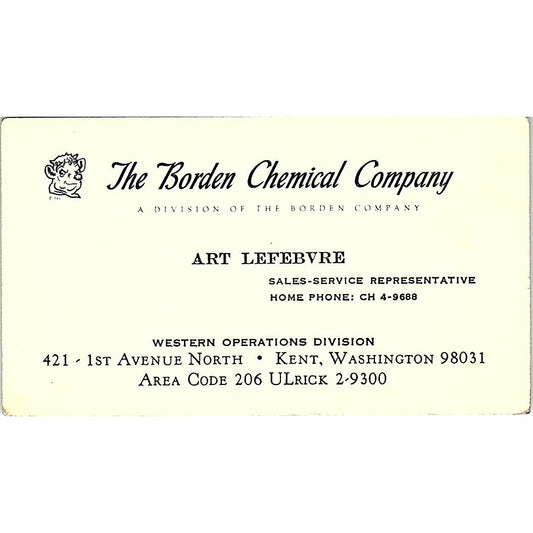 The Borden Chemical Company
A DIVISION OF THE BORDEN COMPANY
ART LEFEBVRE
SALES-SERVICE REPRESENTATIVE
HOME PHONE: CH 4-9688
WESTERN OPERATIONS DIVISION
421 - 1ST AVENUE NORTH • KENT, WASHINGTON 98031
AREA CODE 206 ULRICK 2-9300